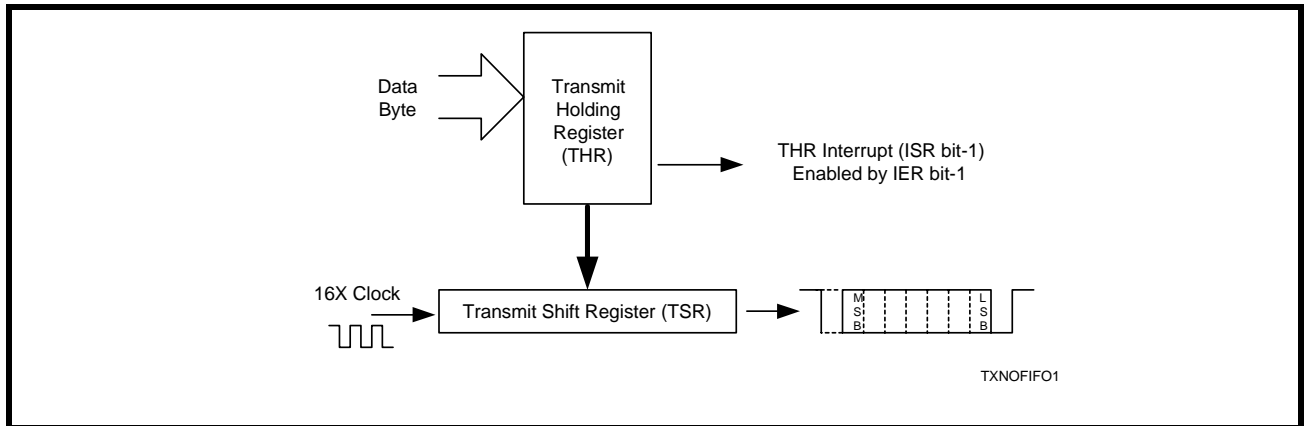 Data
Byte
Transmit
Holding
Register
(THR)
THR Interrupt (ISR bit-1)
Enabled by IER bit-1
16X Clock
Transmit Shift Register (TSR)
M
S
B
L
S
B
TXNOFIFO1